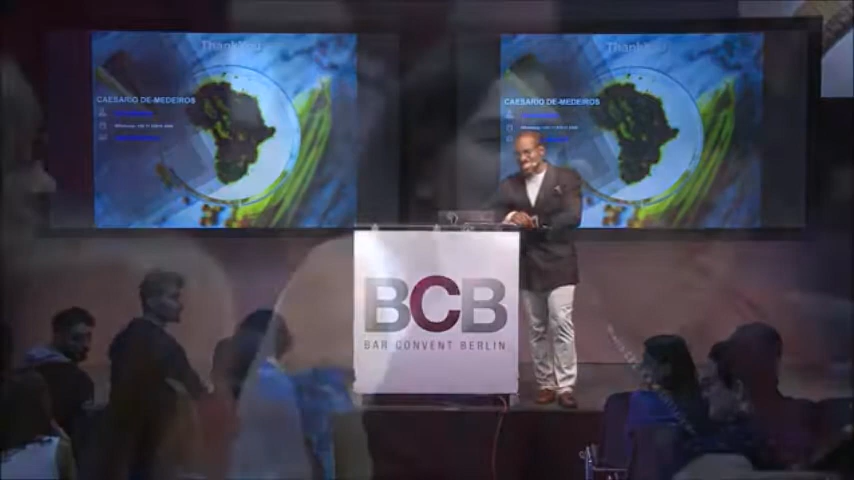 Thank You
CAESARIO DE-MEDEIROS
Thank You
CAESARIO DE-MEDEIROS
BCB
BAR CONVENT BERLIN